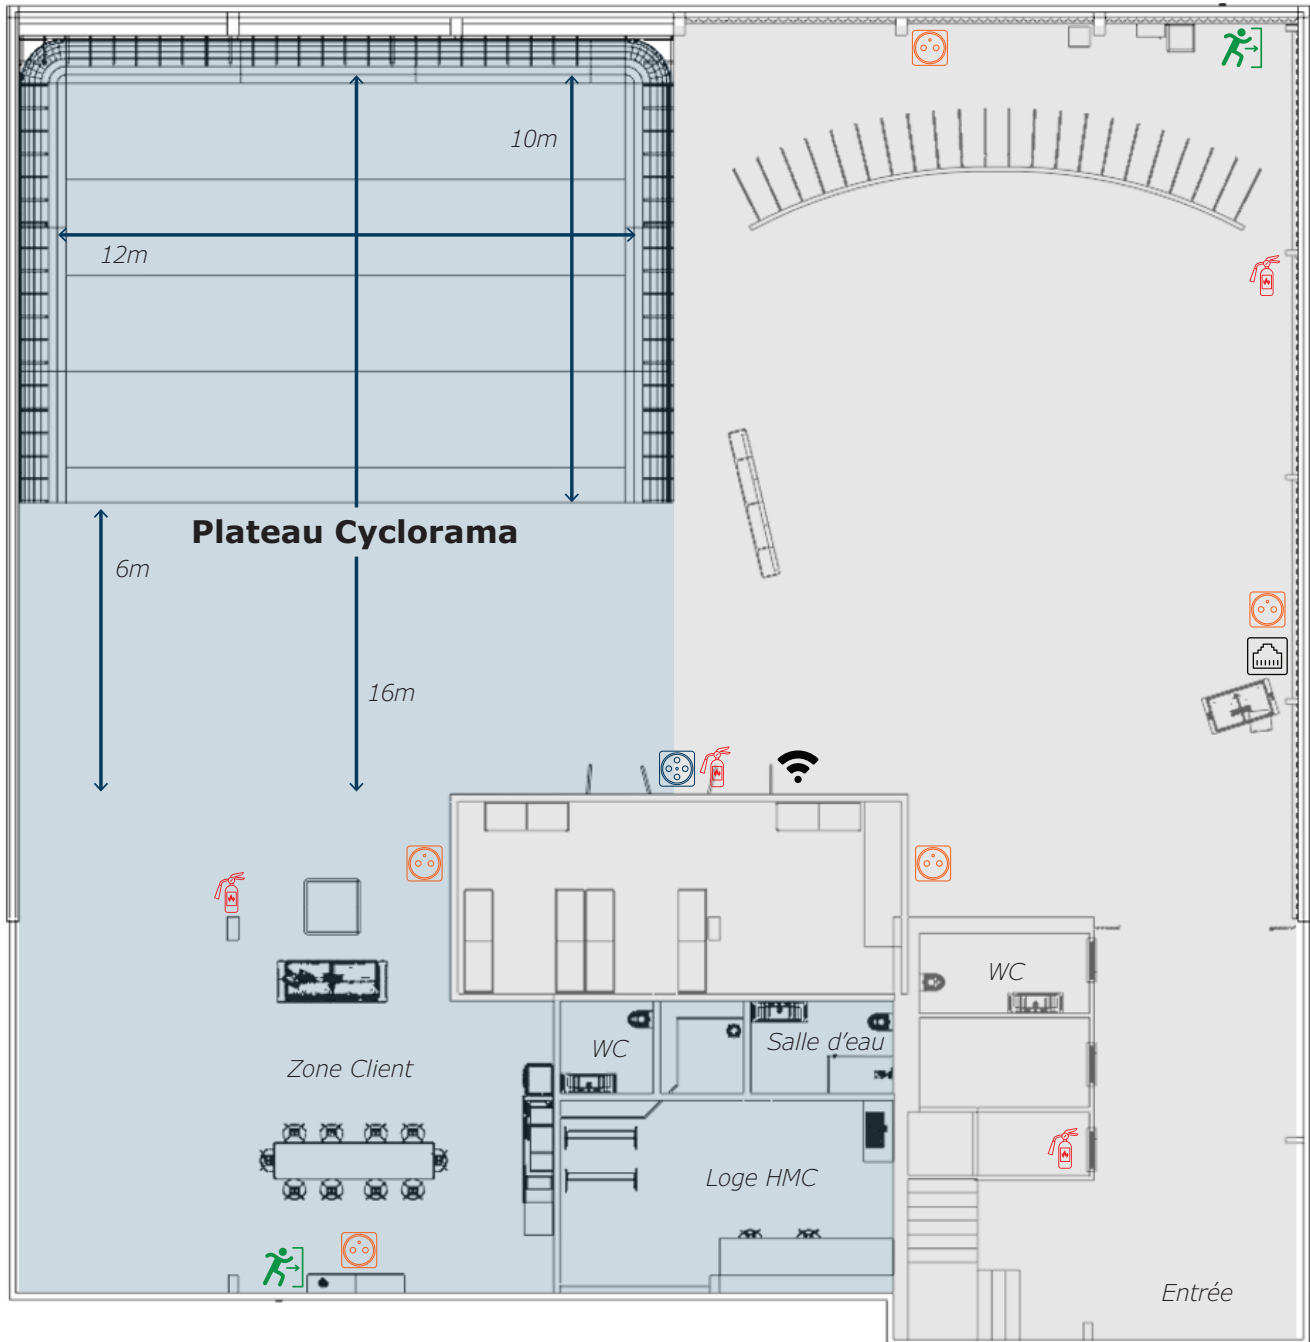 10m
12m
Plateau Cyclorama
6m
16m
WC
WC
Salle d'eau
Zone Client
Loge HMC
Entrée